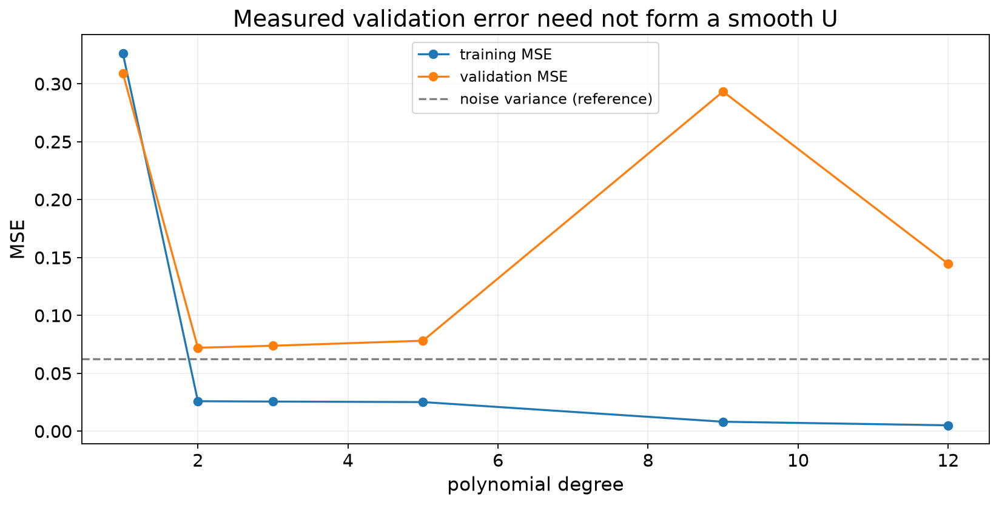 Measured validation error need not form a smooth U
training MSE
validation MSE
noise variance (reference)
MSE
0.30
0.25
0.20
0.15
0.10
0.05
0.00
2 4 6 8 10 12
polynomial degree